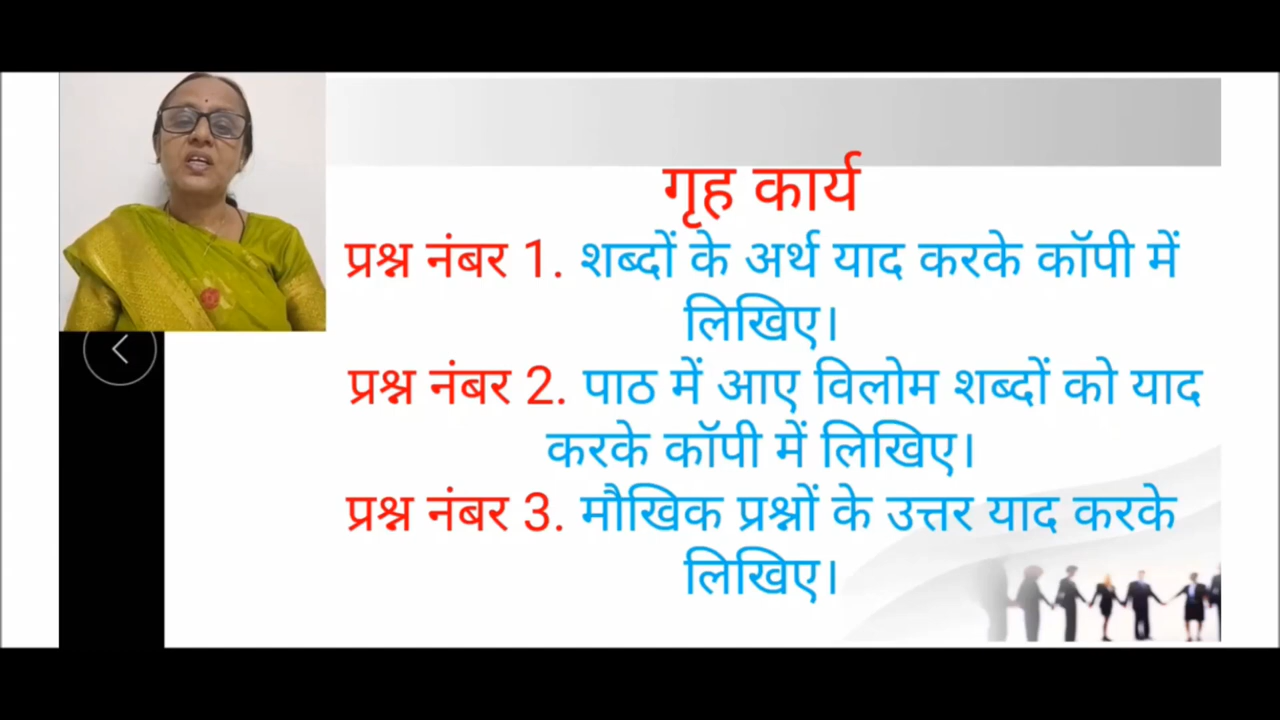 गृह कार्य
प्रश्न नंबर 1. शब्दों के अर्थ याद करके कॉपी में
लिखिए।
प्रश्न नंबर 2. पाठ में आए विलोम शब्दों को याद
करके कॉपी में लिखिए।
प्रश्न नंबर 3. मौखिक प्रश्नों के उत्तर याद करके
लिखिए।